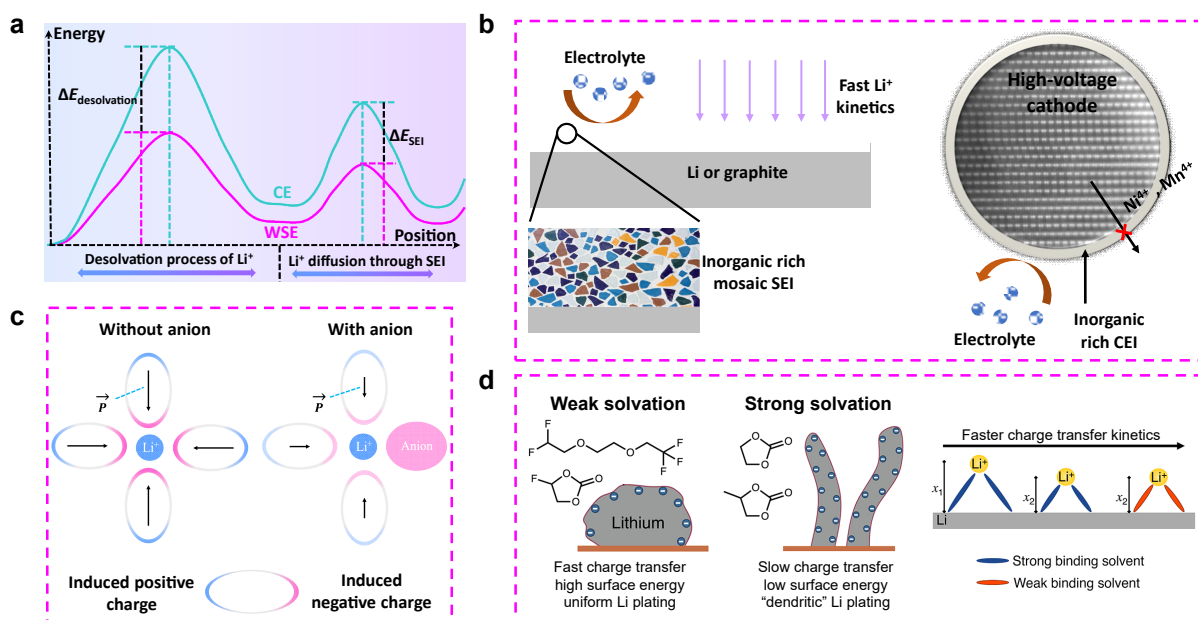 a
Energy
ΔE_desolvation
ΔE_SEI
CE
WSE
Position
Desolvation process of Li⁺
Li⁺ diffusion through SEI
b
Electrolyte
Fast Li⁺
kinetics
Li or graphite
Inorganic rich
mosaic SEI
High-voltage
cathode
Ni⁴⁺, Mn⁴⁺
Electrolyte
Inorganic
rich CEI
c
Without anion
With anion
P
P
Li⁺
Li⁺
Anion
Induced positive
charge
Induced
negative charge
d
Weak solvation
F
F
O
O
F
F
F
F
O
O
O
Lithium
Fast charge transfer
high surface energy
uniform Li plating
Strong solvation
O
O
O
O
O
O
Slow charge transfer
low surface energy
“dendritic” Li plating
Faster charge transfer kinetics
Li⁺
Li⁺
Li⁺
x₁
x₂
x₂
Li
Strong binding solvent
Weak binding solvent